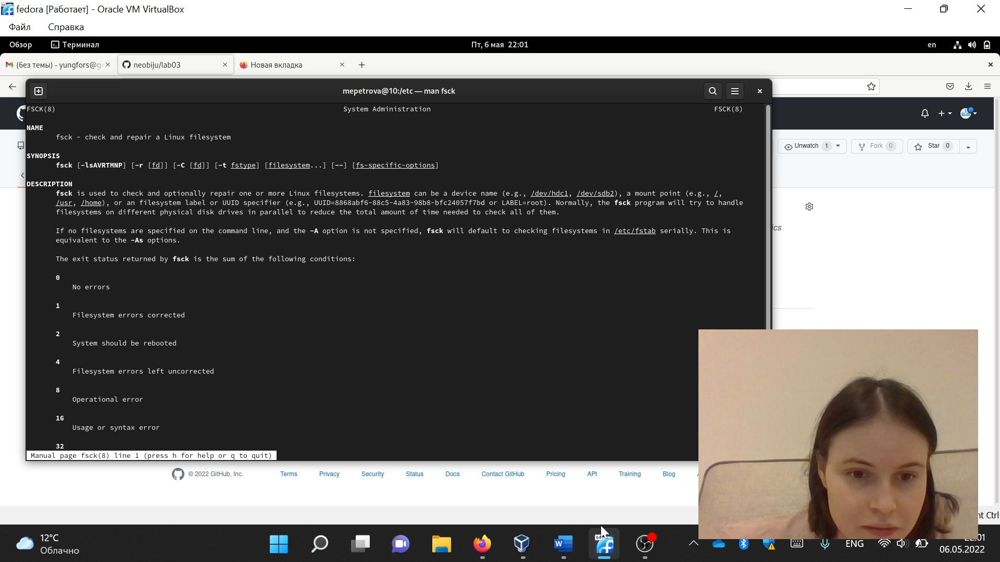 fedora [Работает] - Oracle VM VirtualBox
Файл Справка
Обзор Терминал Пт, 6 мая 22:01 en
(без темы) - yungfors@g neobiju/lab03 Новая вкладка
mepetrova@10:/etc — man fsck
FSCK(8) System Administration FSCK(8)
NAME
fsck - check and repair a Linux filesystem
SYNOPSIS
fsck [-lsAVRTMNP] [-r [fd]] [-C [fd]] [-t fstype] [filesystem...] [--] [fs-specific-options]
Unwatch 1 Fork 0 Star 0
DESCRIPTION
fsck is used to check and optionally repair one or more Linux filesystems. filesystem can be a device name (e.g., /dev/hdc1, /dev/sdb2), a mount point (e.g., /,
/usr, /home), or an filesystem label or UUID specifier (e.g., UUID=8868abf6-88c5-4a83-98b8-bfc24057f7bd or LABEL=root). Normally, the fsck program will try to handle
filesystems on different physical disk drives in parallel to reduce the total amount of time needed to check all of them.
If no filesystems are specified on the command line, and the -A option is not specified, fsck will default to checking filesystems in /etc/fstab serially. This is
equivalent to the -As options.
ics
The exit status returned by fsck is the sum of the following conditions:
0
No errors
1
Filesystem errors corrected
2
System should be rebooted
4
Filesystem errors left uncorrected
8
Operational error
16
Usage or syntax error
32
Manual page fsck(8) line 1 (press h for help or q to quit)
© 2022 GitHub, Inc. Terms Privacy Security Status Docs Contact GitHub Pricing API Training Blog
nt Ctrl
12°C
Облачно
ENG
22:01
06.05.2022